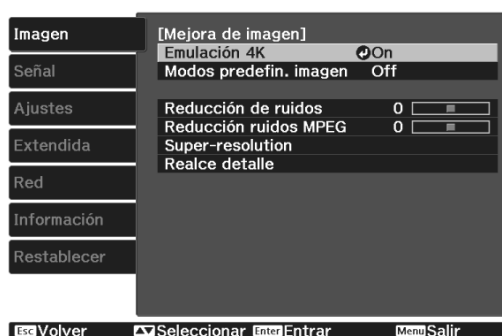 Imagen
Señal
Ajustes
Extendida
Red
Información
Restablecer
[Mejora de imagen]
Emulación 4K On
Modos predefin. imagen Off
Reducción de ruidos 0
Reducción ruidos MPEG 0
Super-resolution
Realce detalle
Esc Volver Seleccionar Enter Entrar Menu Salir